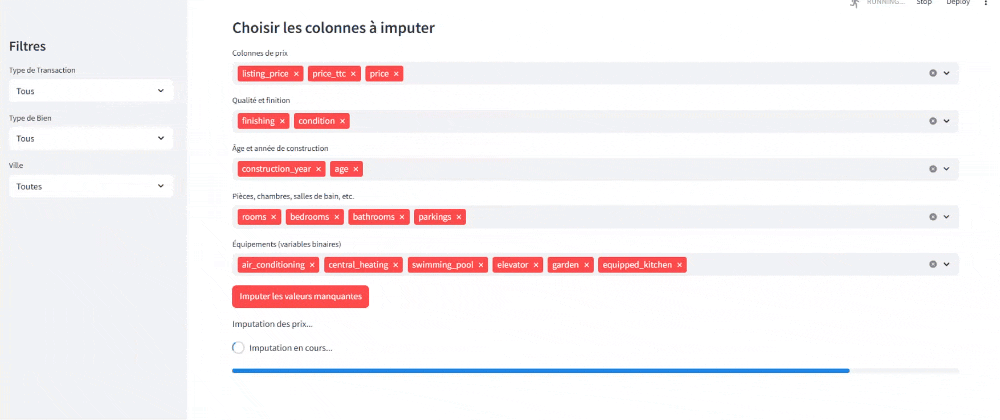 RUNNING... Stop Deploy
Choisir les colonnes à imputer
Filtres
Type de Transaction
Tous
Type de Bien
Tous
Ville
Toutes
Colonnes de prix
listing_price × price_ttc × price ×
Qualité et finition
finishing × condition ×
Âge et année de construction
construction_year × age ×
Pièces, chambres, salles de bain, etc.
rooms × bedrooms × bathrooms × parkings ×
Équipements (variables binaires)
air_conditioning × central_heating × swimming_pool × elevator × garden × equipped_kitchen ×
Imputer les valeurs manquantes
Imputation des prix...
Imputation en cours...